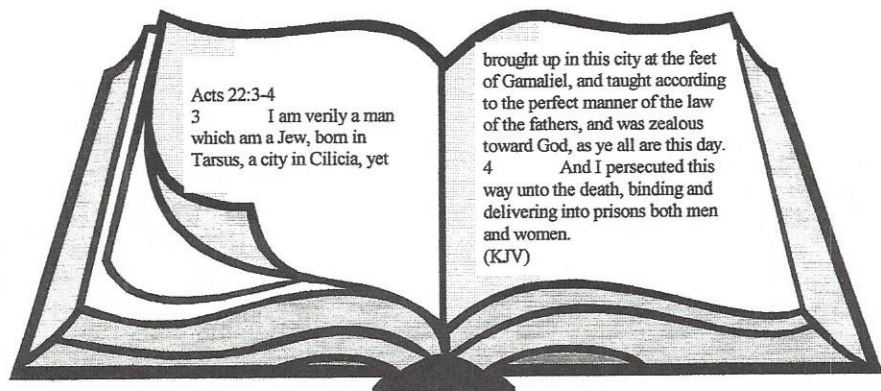 Acts 22:3-4
3 I am verily a man
which am a Jew, born in
Tarsus, a city in Cilicia, yet
brought up in this city at the feet
of Gamaliel, and taught according
to the perfect manner of the law
of the fathers, and was zealous
toward God, as ye all are this day.
4 And I persecuted this
way unto the death, binding and
delivering into prisons both men
and women.
(KJV)